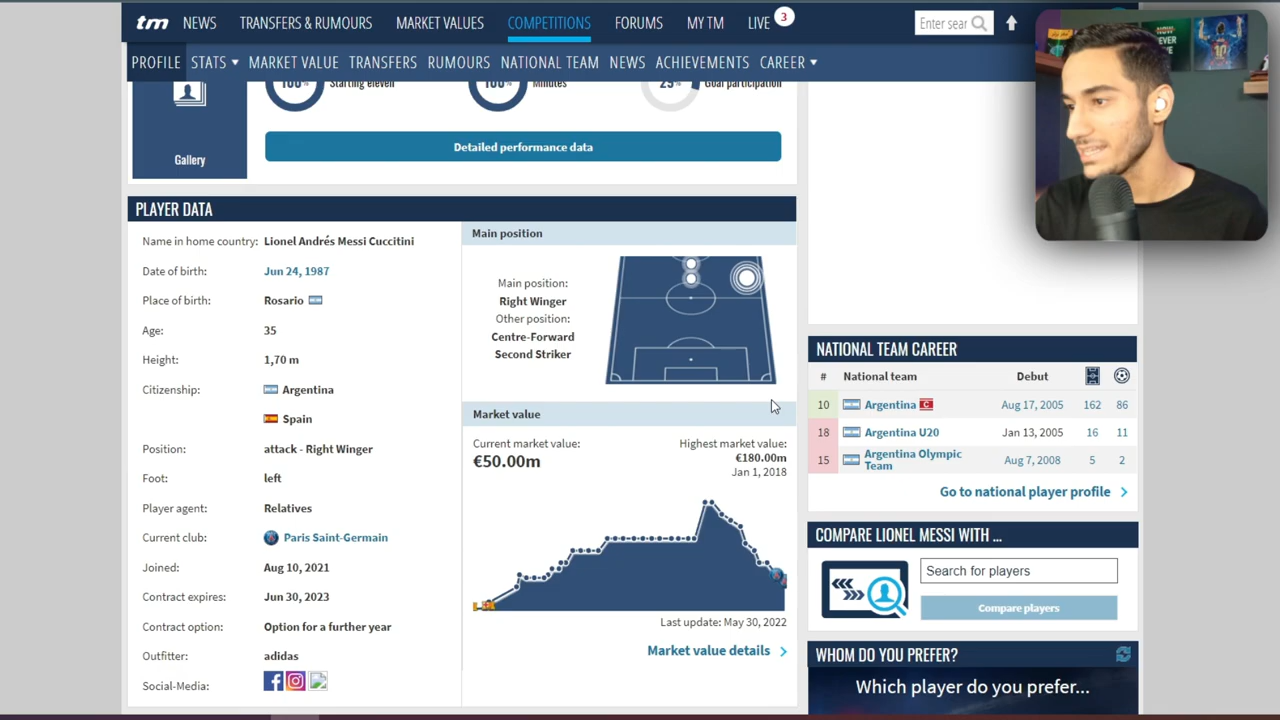 tm NEWS TRANSFERS & RUMOURS MARKET VALUES COMPETITIONS FORUMS MY TM LIVE 3 Enter sear
PROFILE STATS MARKET VALUE TRANSFERS RUMOURS NATIONAL TEAM NEWS ACHIEVEMENTS CAREER
100% Starting eleven 100% Minutes Goal participation
Gallery
Detailed performance data
PLAYER DATA
Name in home country: Lionel Andrés Messi Cuccitini
Date of birth: Jun 24, 1987
Place of birth: Rosario
Age: 35
Height: 1,70 m
Citizenship: Argentina
Spain
Position: attack - Right Winger
Foot: left
Player agent: Relatives
Current club: Paris Saint-Germain
Joined: Aug 10, 2021
Contract expires: Jun 30, 2023
Contract option: Option for a further year
Outfitter: adidas
Social-Media:
Main position
Main position:
Right Winger
Other position:
Centre-Forward
Second Striker
Market value
Current market value:
€50.00m
Highest market value:
€180.00m
Jan 1, 2018
Last update: May 30, 2022
Market value details
NATIONAL TEAM CAREER
# National team Debut
10 Argentina C Aug 17, 2005 162 86
18 Argentina U20 Jan 13, 2005 16 11
15 Argentina Olympic Team Aug 7, 2008 5 2
Go to national player profile
COMPARE LIONEL MESSI WITH ...
Search for players
Compare players
WHOM DO YOU PREFER?
Which player do you prefer...
10